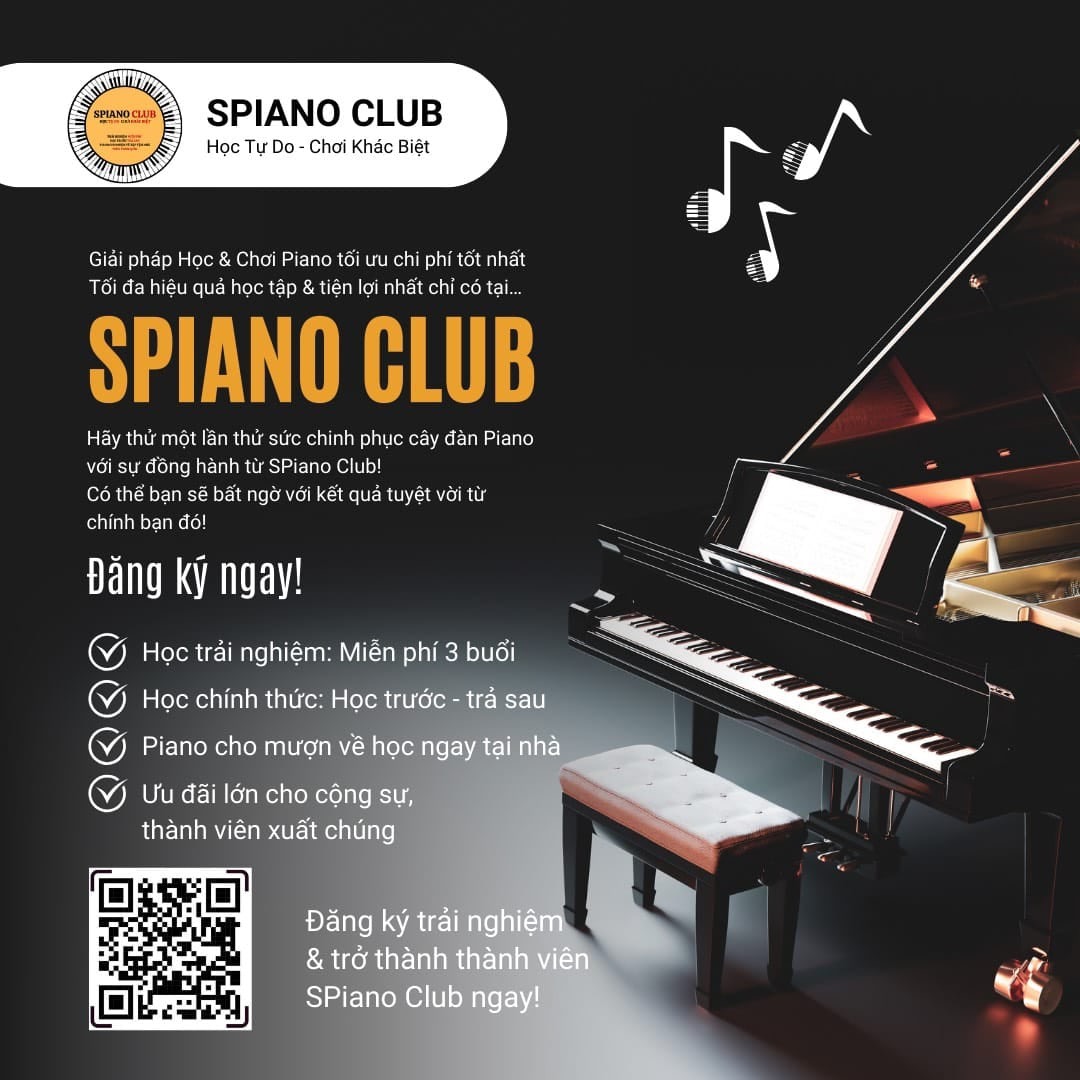 SPIANO CLUB
HỌC TỰ DO - CHƠI KHÁC BIỆT
SPIANO CLUB
Học Tự Do - Chơi Khác Biệt
Giải pháp Học & Chơi Piano tối ưu chi phí tốt nhất
Tối đa hiệu quả học tập & tiện lợi nhất chỉ có tại...
SPIANO CLUB
Hãy thử một lần thử sức chinh phục cây đàn Piano
với sự đồng hành từ SPiano Club!
Có thể bạn sẽ bất ngờ với kết quả tuyệt vời từ
chính bạn đó!
Đăng ký ngay!
Học trải nghiệm: Miễn phí 3 buổi
Học chính thức: Học trước - trả sau
Piano cho mượn về học ngay tại nhà
Ưu đãi lớn cho cộng sự,
thành viên xuất chúng
Đăng ký trải nghiệm
& trở thành thành viên
SPiano Club ngay!